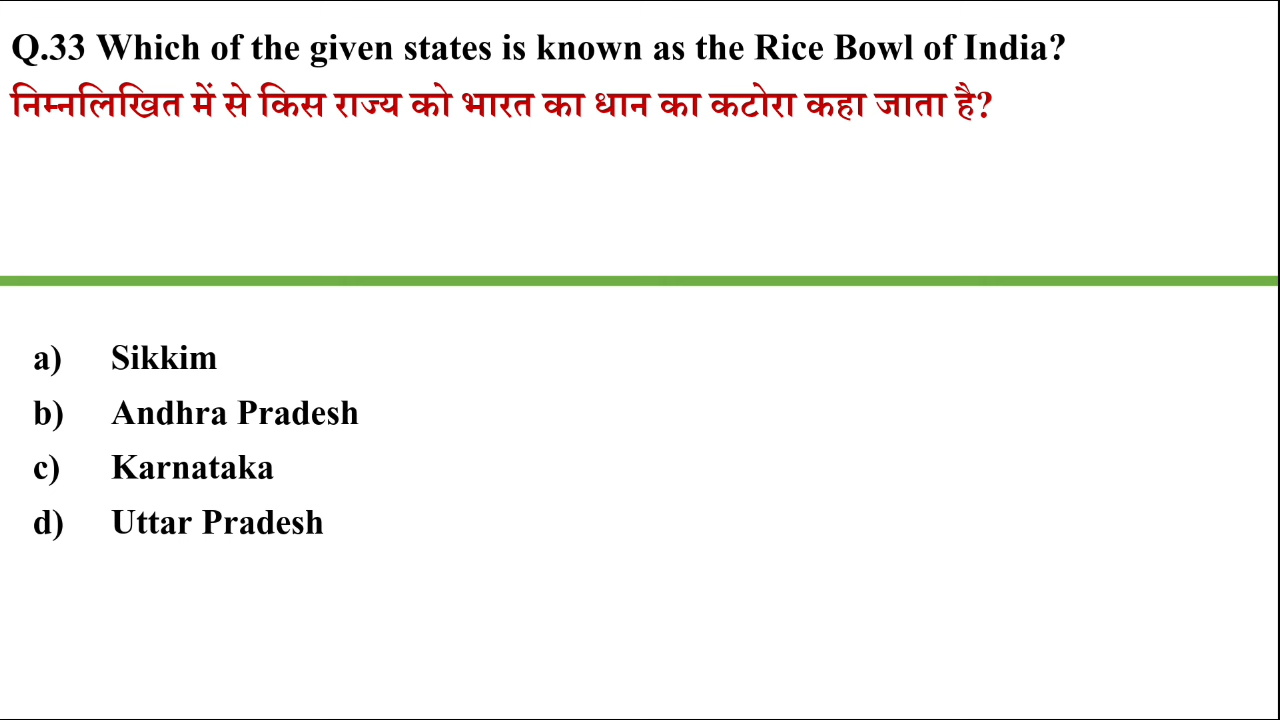 Q.33 Which of the given states is known as the Rice Bowl of India?
निम्नलिखित में से किस राज्य को भारत का धान का कटोरा कहा जाता है?
a) Sikkim
b) Andhra Pradesh
c) Karnataka
d) Uttar Pradesh